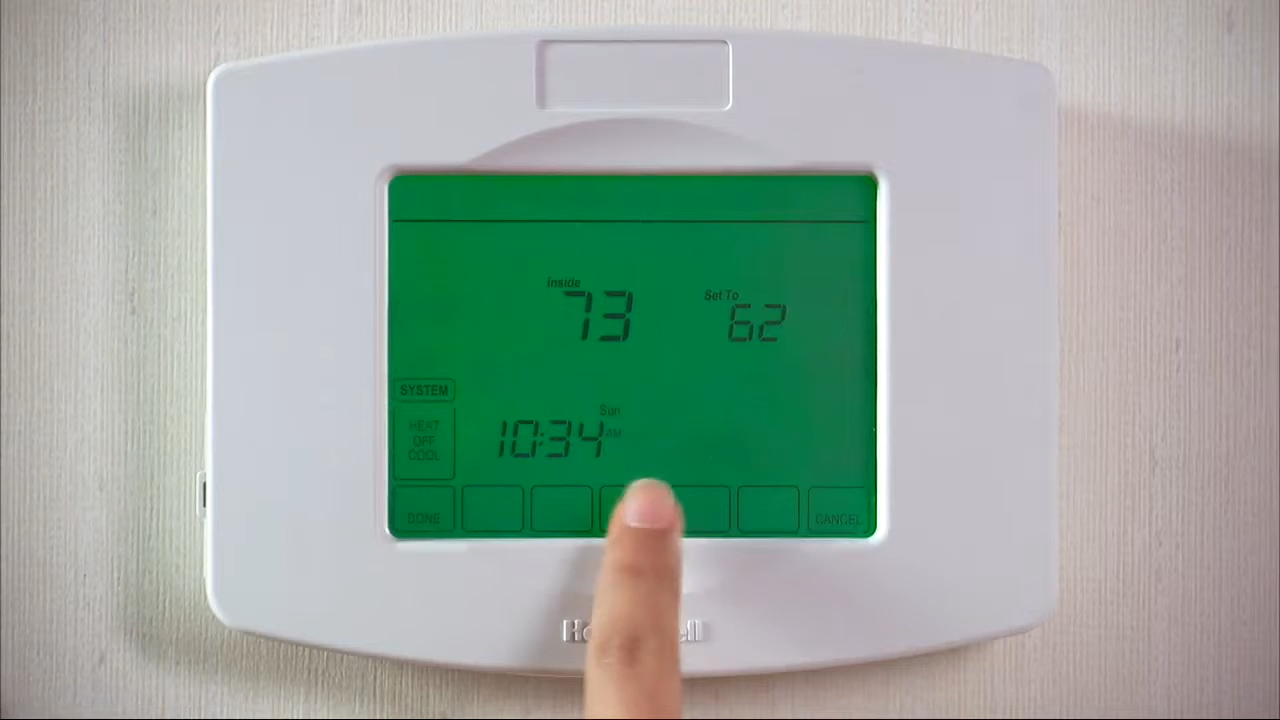 Inside
73
Set To
62
SYSTEM
HEAT
OFF
COOL
Sun
10:34 AM
DONE
CANCEL